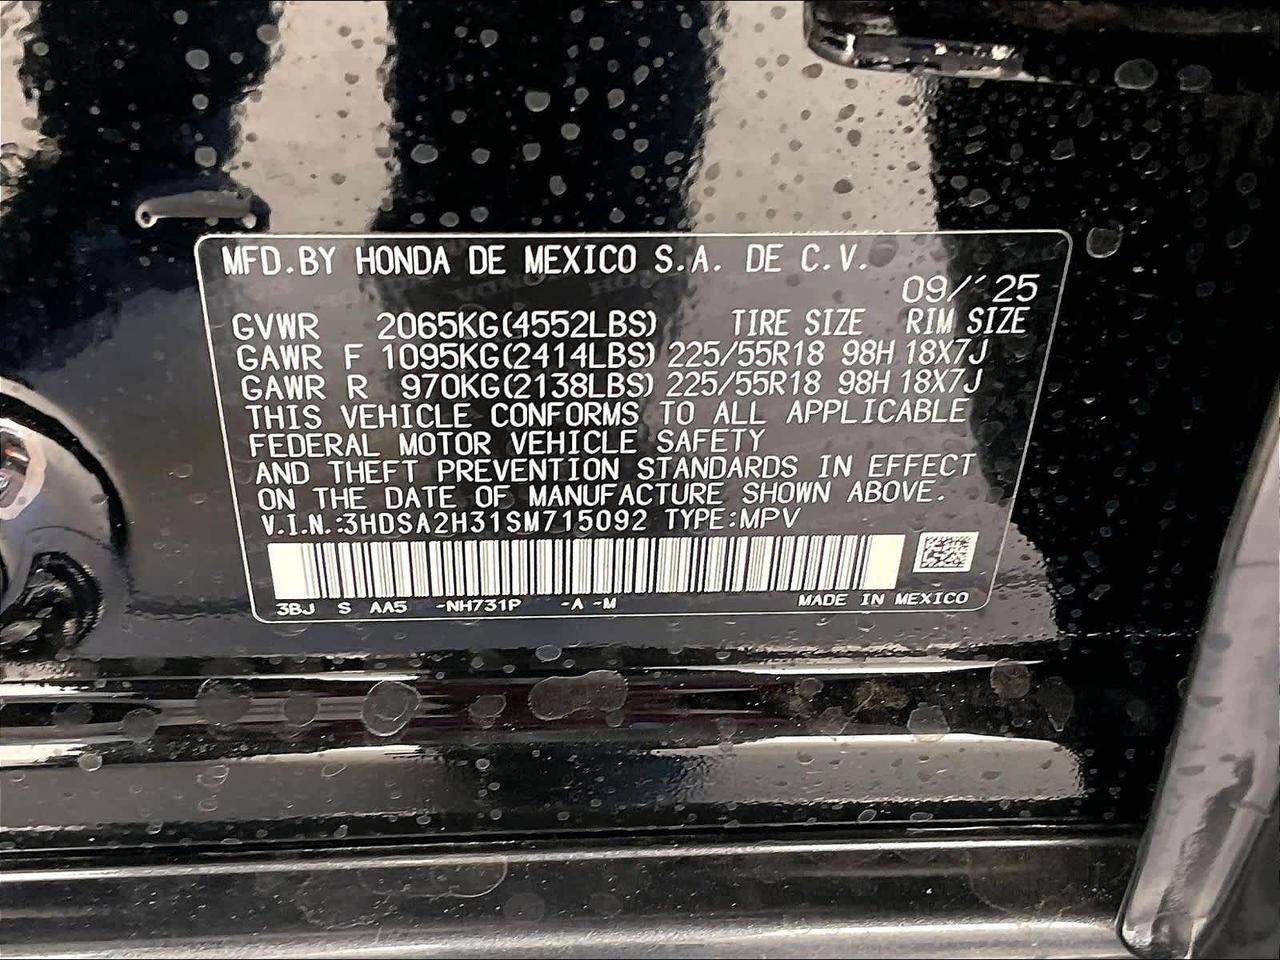 MFD.BY HONDA DE MEXICO S.A. DE C.V.
09/´25
GVWR 2065KG(4552LBS) TIRE SIZE RIM SIZE
GAWR F 1095KG(2414LBS) 225/55R18 98H 18X7J
GAWR R 970KG(2138LBS) 225/55R18 98H 18X7J
THIS VEHICLE CONFORMS TO ALL APPLICABLE
FEDERAL MOTOR VEHICLE SAFETY
AND THEFT PREVENTION STANDARDS IN EFFECT
ON THE DATE OF MANUFACTURE SHOWN ABOVE.
V.I.N.:3HDSA2H31SM715092 TYPE:MPV
3BJ S AA5 -NH731P -A -M MADE IN MEXICO